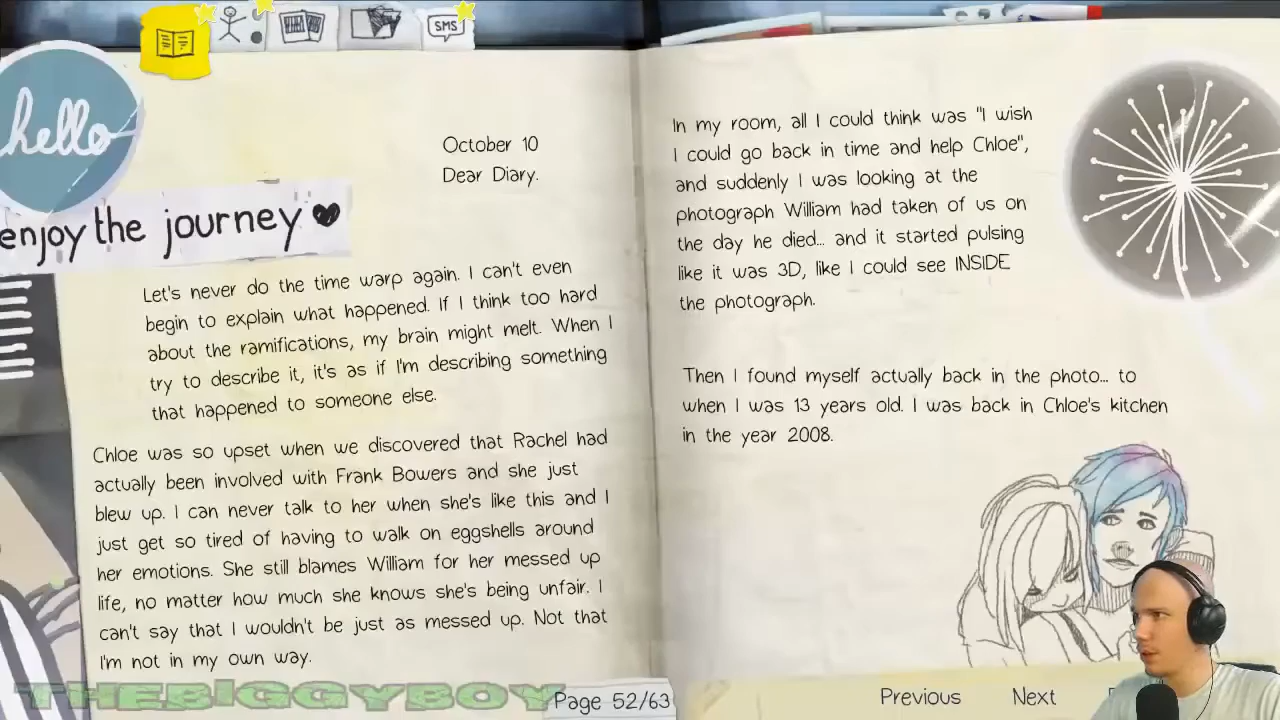 SMS
hello
enjoy the journey
October 10
Dear Diary.
Let's never do the time warp again. I can't even
begin to explain what happened. If I think too hard
about the ramifications, my brain might melt. When I
try to describe it, it's as if I'm describing something
that happened to someone else.
Chloe was so upset when we discovered that Rachel had
actually been involved with Frank Bowers and she just
blew up. I can never talk to her when she's like this and I
just get so tired of having to walk on eggshells around
her emotions. She still blames William for her messed up
life, no matter how much she knows she's being unfair. I
can't say that I wouldn't be just as messed up. Not that
I'm not in my own way.
In my room, all I could think was "I wish
I could go back in time and help Chloe",
and suddenly I was looking at the
photograph William had taken of us on
the day he died... and it started pulsing
like it was 3D, like I could see INSIDE
the photograph.
Then I found myself actually back in the photo... to
when I was 13 years old. I was back in Chloe's kitchen
in the year 2008.
THEBIGGYBOY
Page 52/63
Previous
Next